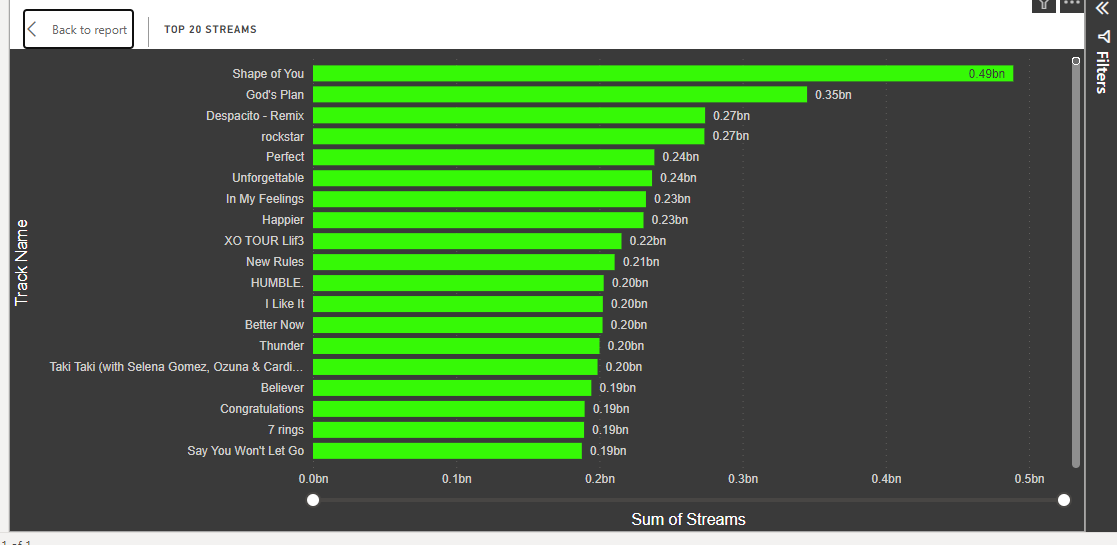 Back to report
TOP 20 STREAMS
Filters
Track Name
Shape of You 0.49bn
God's Plan 0.35bn
Despacito - Remix 0.27bn
rockstar 0.27bn
Perfect 0.24bn
Unforgettable 0.24bn
In My Feelings 0.23bn
Happier 0.23bn
XO TOUR Llif3 0.22bn
New Rules 0.21bn
HUMBLE. 0.20bn
I Like It 0.20bn
Better Now 0.20bn
Thunder 0.20bn
Taki Taki (with Selena Gomez, Ozuna & Cardi... 0.20bn
Believer 0.19bn
Congratulations 0.19bn
7 rings 0.19bn
Say You Won't Let Go 0.19bn
0.0bn 0.1bn 0.2bn 0.3bn 0.4bn 0.5bn
Sum of Streams
1 of 1